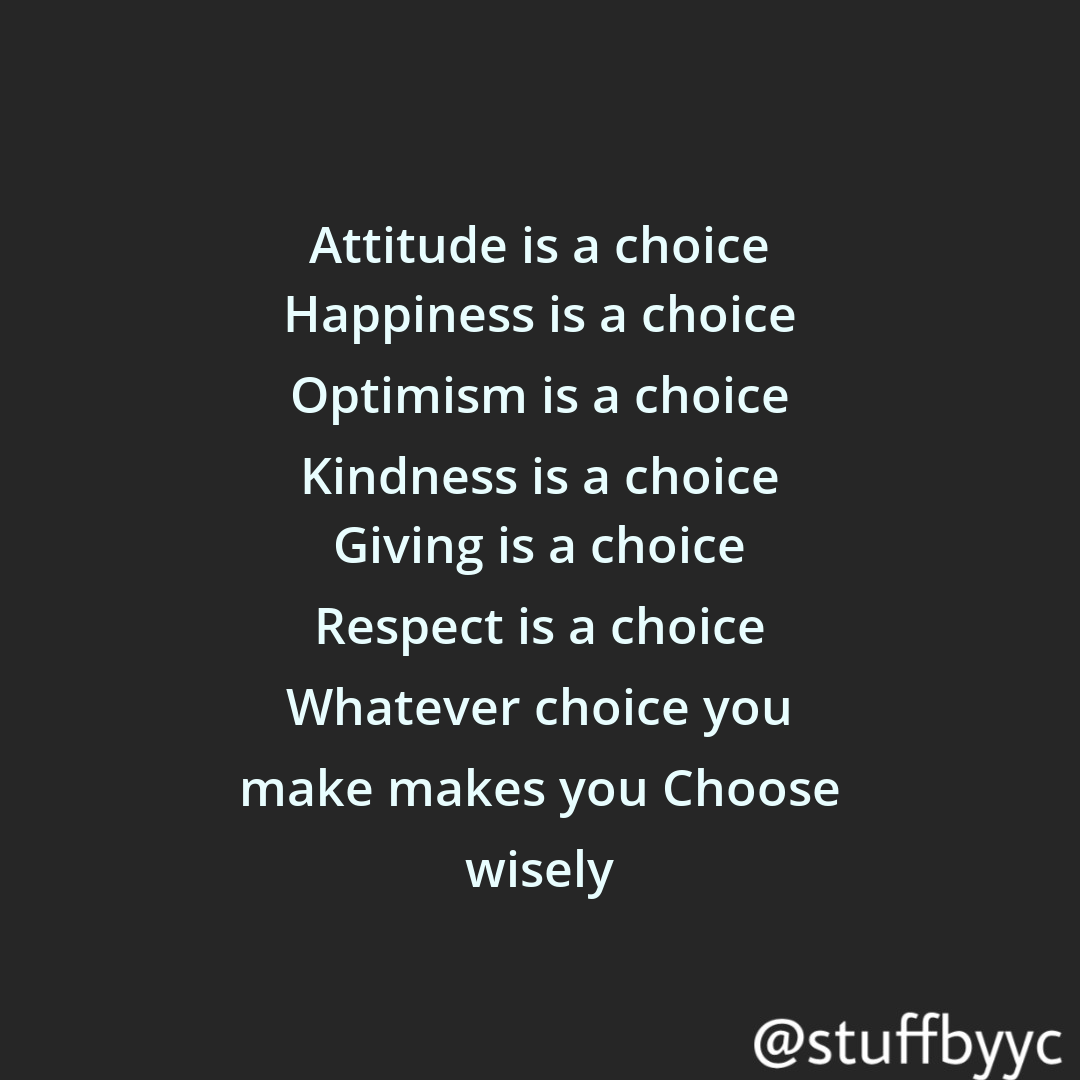 Attitude is a choice
Happiness is a choice
Optimism is a choice
Kindness is a choice
Giving is a choice
Respect is a choice
Whatever choice you
make makes you Choose
wisely
@stuffbyyc